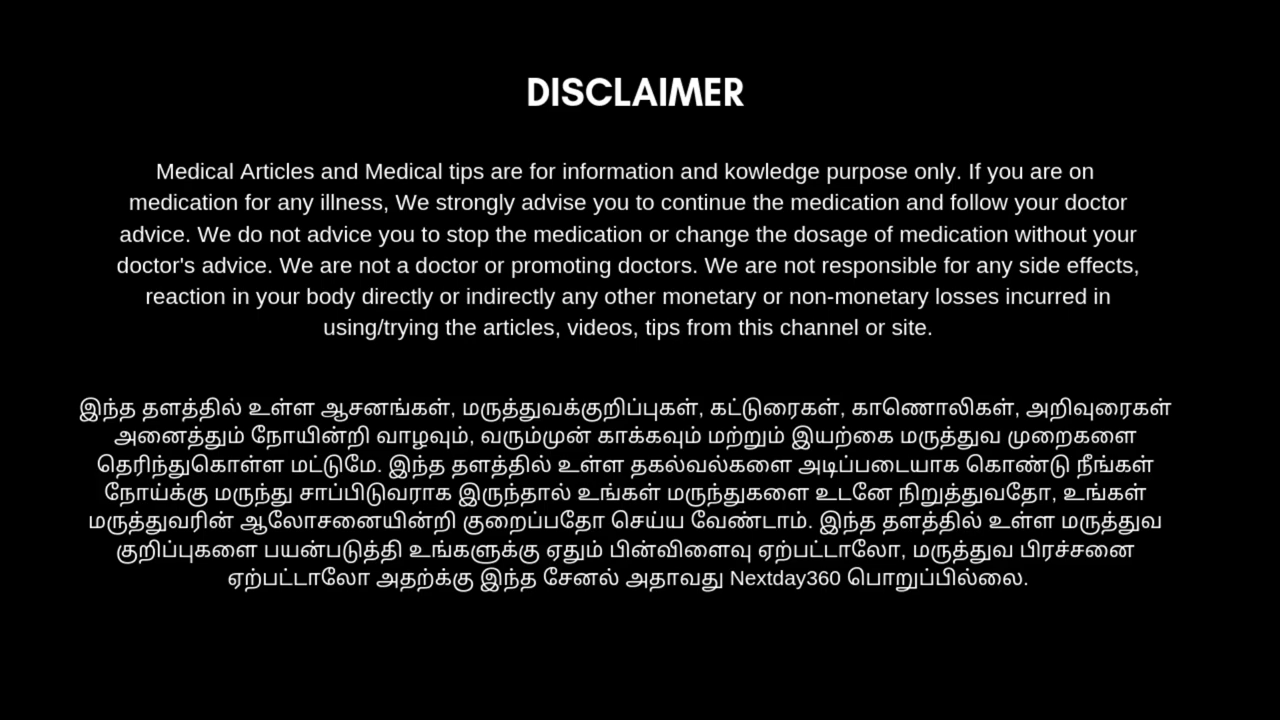 DISCLAIMER
Medical Articles and Medical tips are for information and kowledge purpose only. If you are on
medication for any illness, We strongly advise you to continue the medication and follow your doctor
advice. We do not advice you to stop the medication or change the dosage of medication without your
doctor's advice. We are not a doctor or promoting doctors. We are not responsible for any side effects,
reaction in your body directly or indirectly any other monetary or non-monetary losses incurred in
using/trying the articles, videos, tips from this channel or site.
இந்த தளத்தில் உள்ள ஆசனங்கள், மருத்துவக்குறிப்புகள், கட்டுரைகள், காணொலிகள், அறிவுரைகள்
அனைத்தும் நோயின்றி வாழவும், வரும்முன் காக்கவும் மற்றும் இயற்கை மருத்துவ முறைகளை
தெரிந்துகொள்ள மட்டுமே. இந்த தளத்தில் உள்ள தகல்வல்களை அடிப்படையாக கொண்டு நீங்கள்
நோய்க்கு மருந்து சாப்பிடுவராக இருந்தால் உங்கள் மருந்துகளை உடனே நிறுத்துவதோ, உங்கள்
மருத்துவரின் ஆலோசனையின்றி குறைப்பதோ செய்ய வேண்டாம். இந்த தளத்தில் உள்ள மருத்துவ
குறிப்புகளை பயன்படுத்தி உங்களுக்கு ஏதும் பின்விளைவு ஏற்பட்டாலோ, மருத்துவ பிரச்சனை
ஏற்பட்டாலோ அதற்க்கு இந்த சேனல் அதாவது Nextday360 பொறுப்பில்லை.